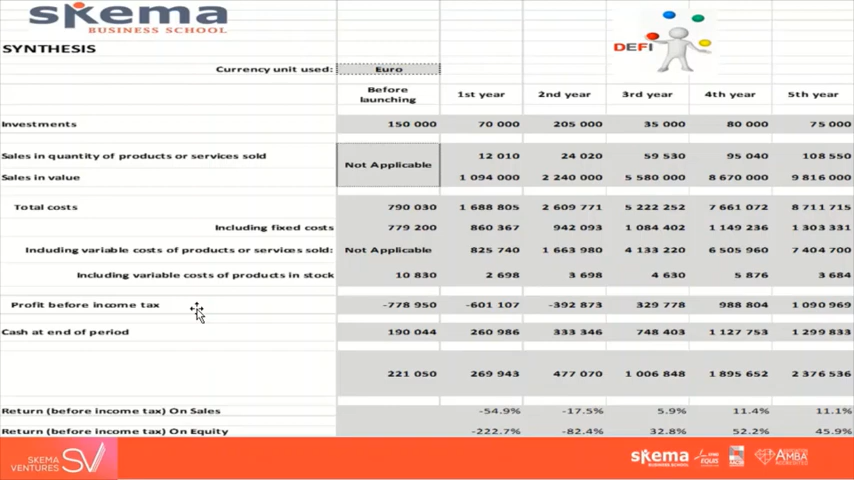 skema
BUSINESS SCHOOL
DEFI
SYNTHESIS
Currency unit used: Euro
Before launching 1st year 2nd year 3rd year 4th year 5th year
Investments 150 000 70 000 205 000 35 000 80 000 75 000
Sales in quantity of products or services sold Not Applicable 12 010 24 020 59 530 95 040 108 550
Sales in value 1 094 000 2 240 000 5 580 000 8 670 000 9 816 000
Total costs 790 030 1 688 805 2 609 771 5 222 252 7 661 072 8 711 715
Including fixed costs 779 200 860 367 942 093 1 084 402 1 149 236 1 303 331
Including variable costs of products or services sold: Not Applicable 825 740 1 663 980 4 133 220 6 505 960 7 404 700
Including variable costs of products in stock 10 830 2 698 3 698 4 630 5 876 3 684
Profit before income tax -778 950 -601 107 -392 873 329 778 988 804 1 090 969
Cash at end of period 190 044 260 986 333 346 748 403 1 127 753 1 299 833
221 050 269 943 477 070 1 006 848 1 895 652 2 376 536
Return (before income tax) On Sales -54.9% -17.5% 5.9% 11.4% 11.1%
Return (before income tax) On Equity -222.7% -82.4% 32.8% 52.2% 45.9%
SKEMA
VENTURES SV
skema
BUSINESS SCHOOL
EQUIS
AMBA
ACCREDITED